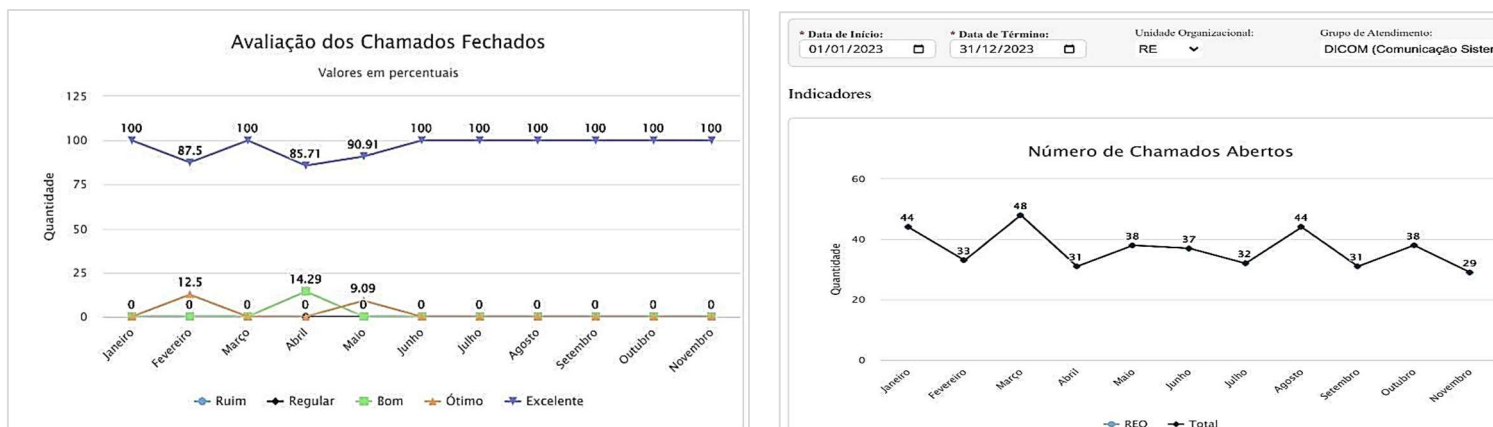 Avaliação dos Chamados Fechados
Valores em percentuais
125
100
75
50
25
0
Quantidade
100
87.5
100
85.71
90.91
100
100
100
100
100
100
0
12.5
0
0
14.29
0
9.09
0
0
0
0
0
0
0
Janeiro
Fevereiro
Março
Abril
Maio
Junho
Julho
Agosto
Setembro
Outubro
Novembro
Ruim Regular Bom Ótimo Excelente
* Data de Início: * Data de Término: Unidade Organizacional: Grupo de Atendimento:
01/01/2023 31/12/2023 RE DICOM (Comunicação Sister
Indicadores
Número de Chamados Abertos
60
40
20
0
Quantidade
44
33
48
31
38
37
32
44
31
38
29
Janeiro
Fevereiro
Março
Abril
Maio
Junho
Julho
Agosto
Setembro
Outubro
Novembro
REQ Total